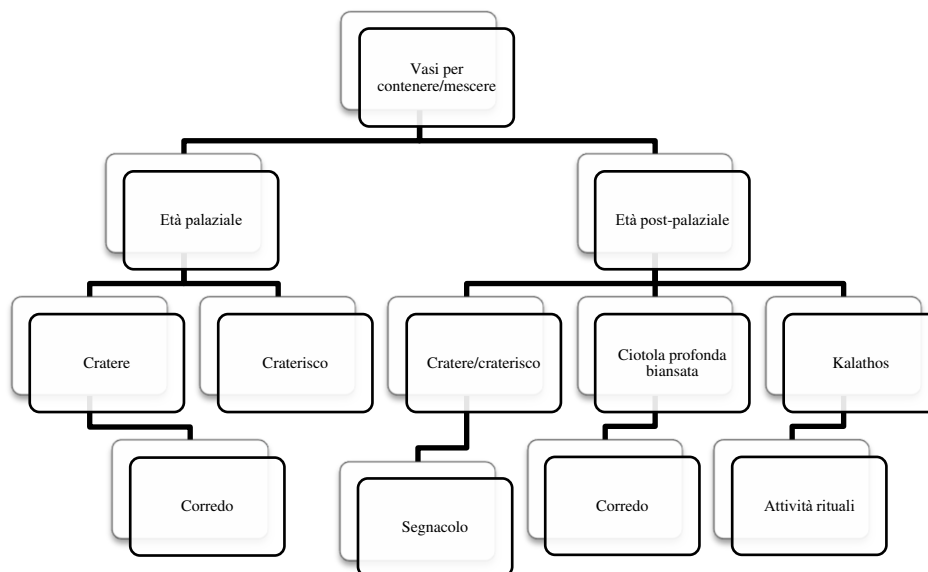 Vasi per
contenere/mescere
Età palaziale
Età post-palaziale
Cratere
Craterisco
Cratere/craterisco
Ciotola profonda
biansata
Kalathos
Corredo
Segnacolo
Corredo
Attività rituali